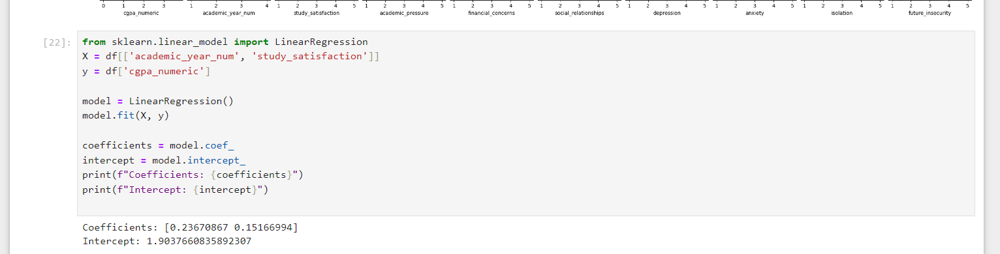 0 1 2 3 1 2 3 4 1 2 3 4 5 1 2 3 4 5 1 2 3 4 5 1 2 3 4 5 1 2 3 4 5 1 2 3 4 5 1 2 3 4 5 1 2 3 4 5
cgpa_numeric academic_year_num study_satisfaction academic_pressure financial_concerns social_relationships depression anxiety isolation future_insecurity
[22]: from sklearn.linear_model import LinearRegression
X = df[['academic_year_num', 'study_satisfaction']]
y = df['cgpa_numeric']
model = LinearRegression()
model.fit(X, y)
coefficients = model.coef_
intercept = model.intercept_
print(f"Coefficients: {coefficients}")
print(f"Intercept: {intercept}")
Coefficients: [0.23670867 0.15166994]
Intercept: 1.9037660835892307